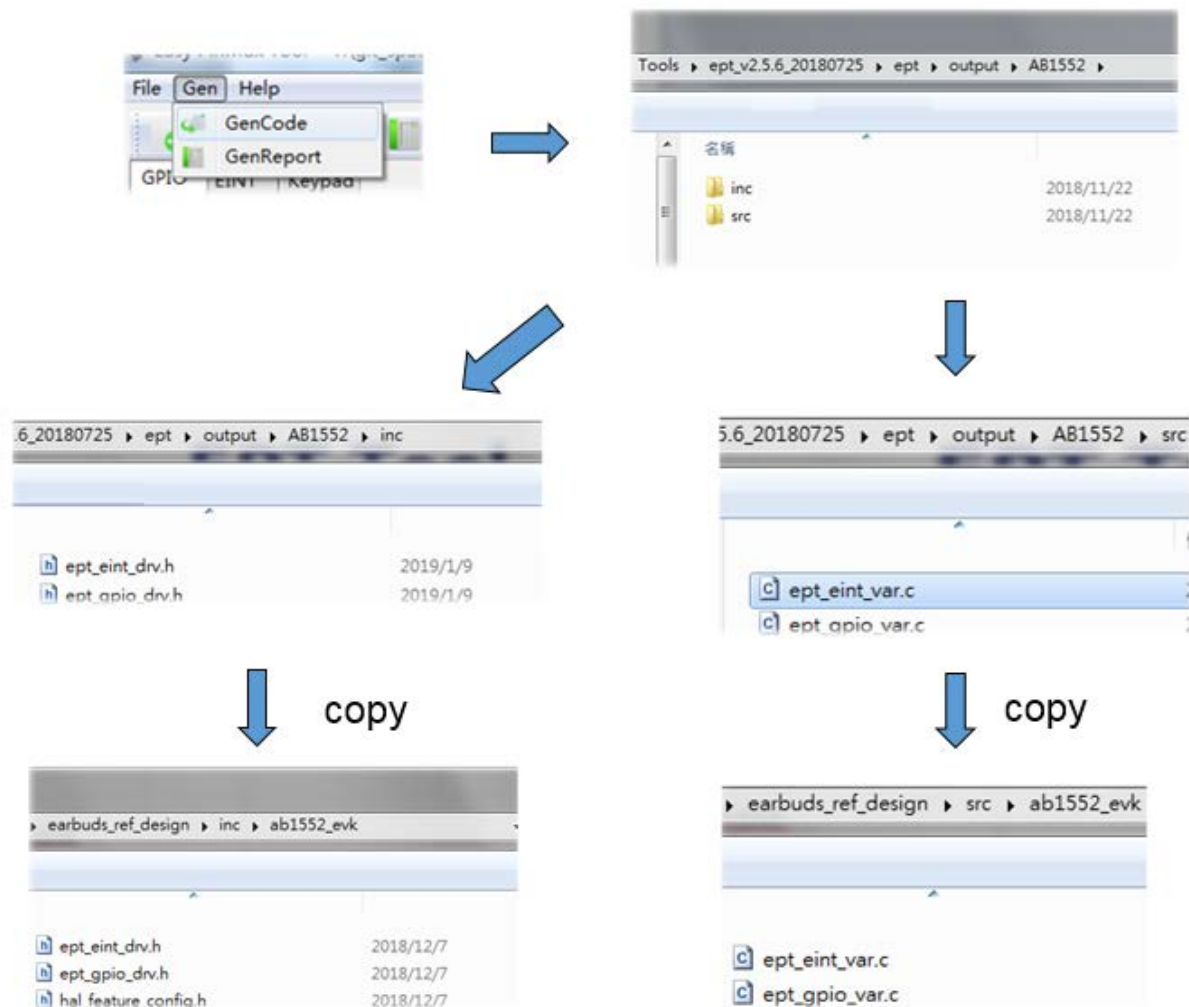 File Gen Help
GenCode
GenReport
GPIO EINT Keypad
Tools ▸ ept_v2.5.6_20180725 ▸ ept ▸ output ▸ AB1552 ▸
名稱
inc 2018/11/22
src 2018/11/22
.6_20180725 ▸ ept ▸ output ▸ AB1552 ▸ inc
ept_eint_drv.h 2019/1/9
ept_gpio_drv.h 2019/1/9
5.6_20180725 ▸ ept ▸ output ▸ AB1552 ▸ src
ept_eint_var.c
ept_gpio_var.c
copy
copy
▸ earbuds_ref_design ▸ inc ▸ ab1552_evk
ept_eint_drv.h 2018/12/7
ept_gpio_drv.h 2018/12/7
hal_feature_config.h 2018/12/7
▸ earbuds_ref_design ▸ src ▸ ab1552_evk
ept_eint_var.c
ept_gpio_var.c